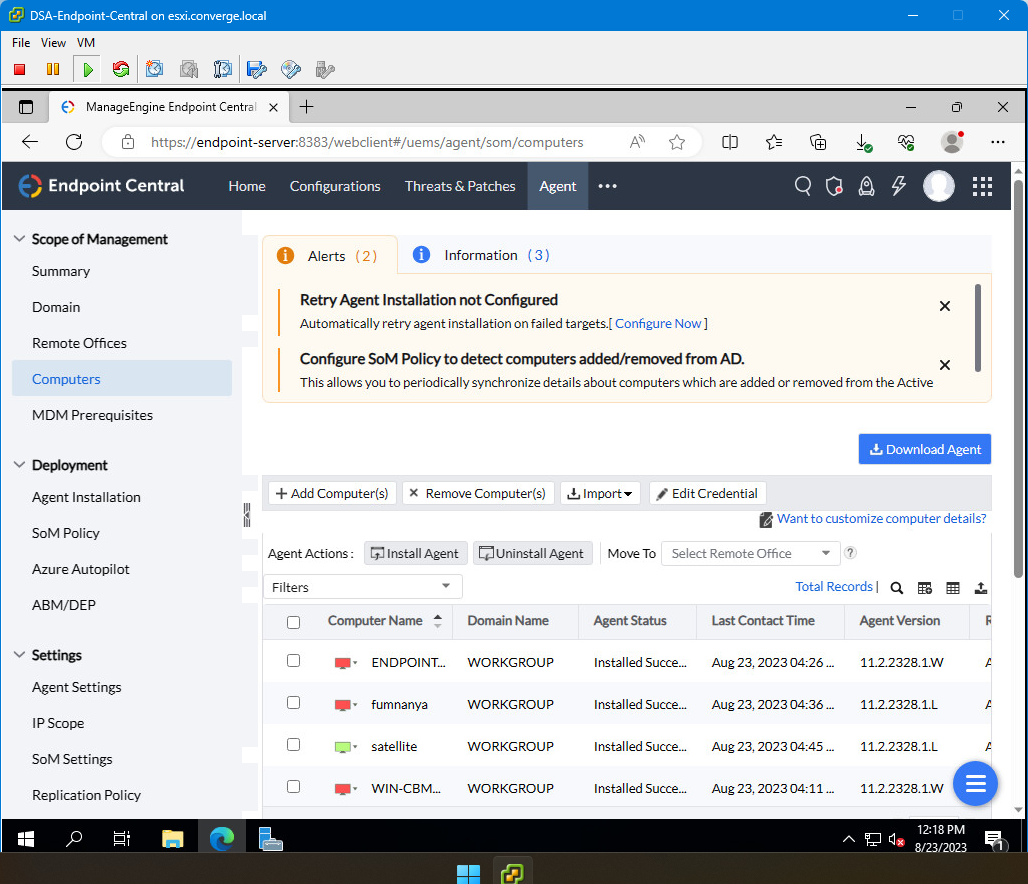 DSA-Endpoint-Central on esxi.converge.local
File View VM
ManageEngine Endpoint Central
https://endpoint-server:8383/webclient#/uems/agent/som/computers
Endpoint Central Home Configurations Threats & Patches Agent
Scope of Management
Summary
Domain
Remote Offices
Computers
MDM Prerequisites
Deployment
Agent Installation
SoM Policy
Azure Autopilot
ABM/DEP
Settings
Agent Settings
IP Scope
SoM Settings
Replication Policy
Alerts (2) Information (3)
Retry Agent Installation not Configured
Automatically retry agent installation on failed targets.[ Configure Now ]
Configure SoM Policy to detect computers added/removed from AD.
This allows you to periodically synchronize details about computers which are added or removed from the Active
Download Agent
Add Computer(s) Remove Computer(s) Import Edit Credential
Want to customize computer details?
Agent Actions : Install Agent Uninstall Agent Move To Select Remote Office ?
Filters Total Records |
Computer Name Domain Name Agent Status Last Contact Time Agent Version R
ENDPOINT... WORKGROUP Installed Succe... Aug 23, 2023 04:26 ... 11.2.2328.1.W A
fumnanya WORKGROUP Installed Succe... Aug 23, 2023 04:36 ... 11.2.2328.1.L A
satellite WORKGROUP Installed Succe... Aug 23, 2023 04:45 ... 11.2.2328.1.L A
WIN-CBM... WORKGROUP Installed Succe... Aug 23, 2023 04:11 ... 11.2.2328.1.W A
12:18 PM
8/23/2023
1